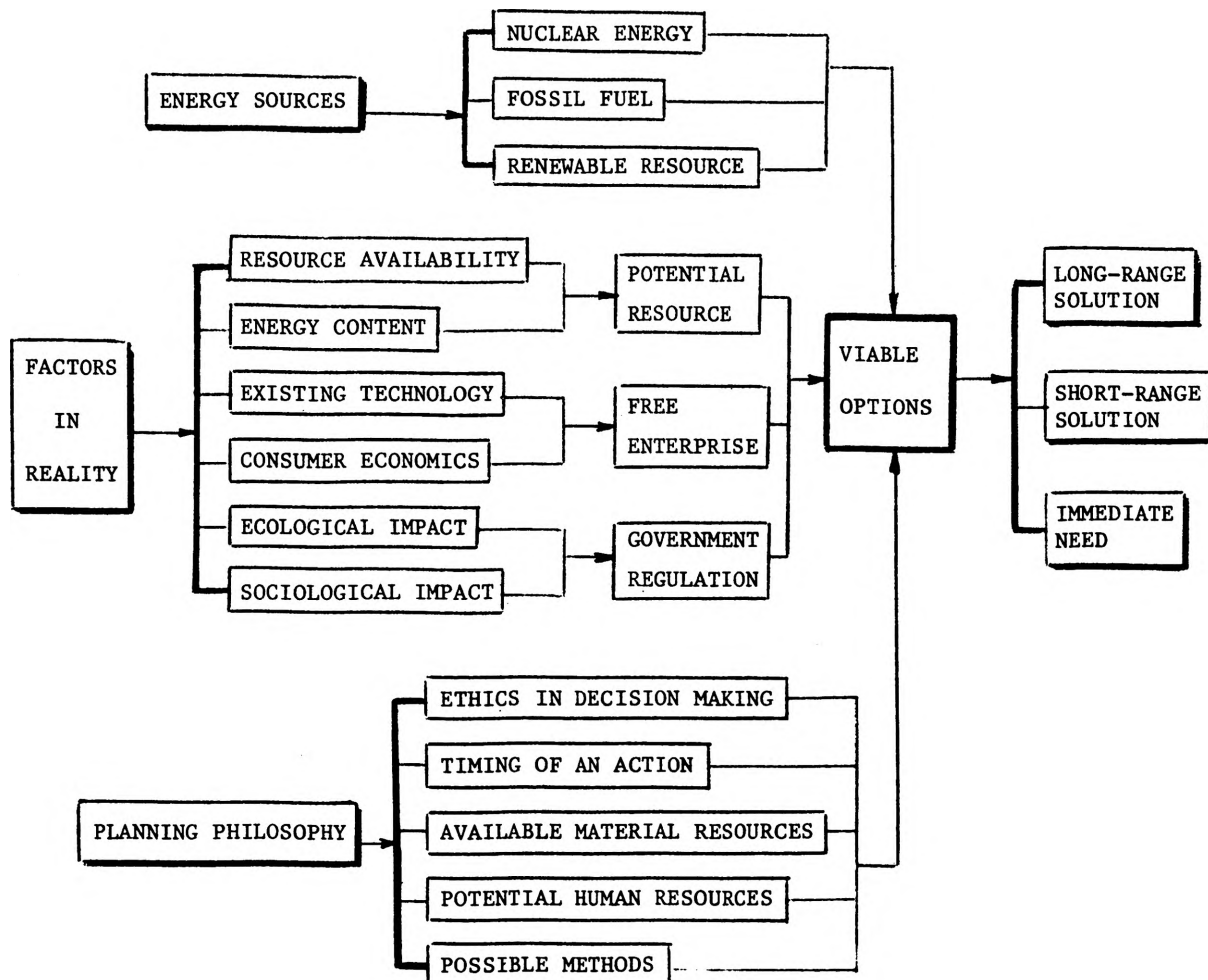 NUCLEAR ENERGY
ENERGY SOURCES
FOSSIL FUEL
RENEWABLE RESOURCE
FACTORS
IN
REALITY
RESOURCE AVAILABILITY
ENERGY CONTENT
EXISTING TECHNOLOGY
CONSUMER ECONOMICS
ECOLOGICAL IMPACT
SOCIOLOGICAL IMPACT
POTENTIAL
RESOURCE
FREE
ENTERPRISE
GOVERNMENT
REGULATION
VIABLE
OPTIONS
LONG-RANGE
SOLUTION
SHORT-RANGE
SOLUTION
IMMEDIATE
NEED
PLANNING PHILOSOPHY
ETHICS IN DECISION MAKING
TIMING OF AN ACTION
AVAILABLE MATERIAL RESOURCES
POTENTIAL HUMAN RESOURCES
POSSIBLE METHODS